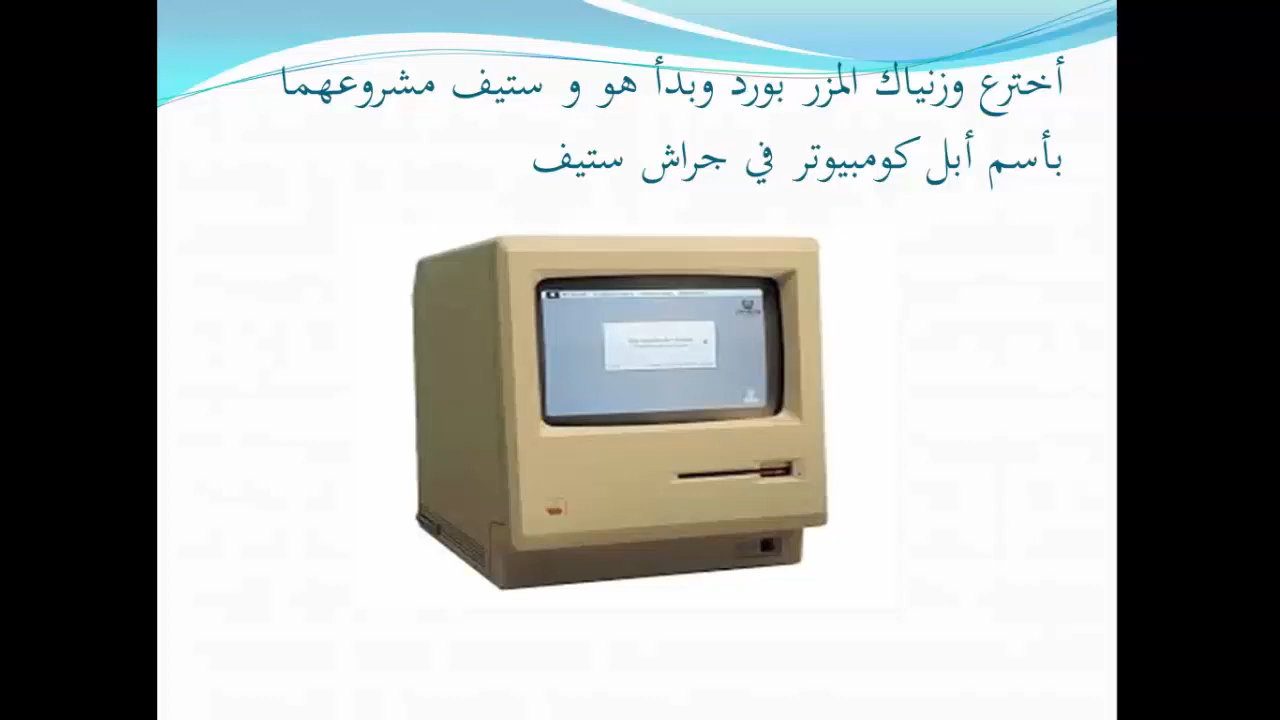 أخترع وزنياك المزر بورد وبدأ هو و ستيف مشروعهما
بأسم أبل كومبيوتر في جراش ستيف